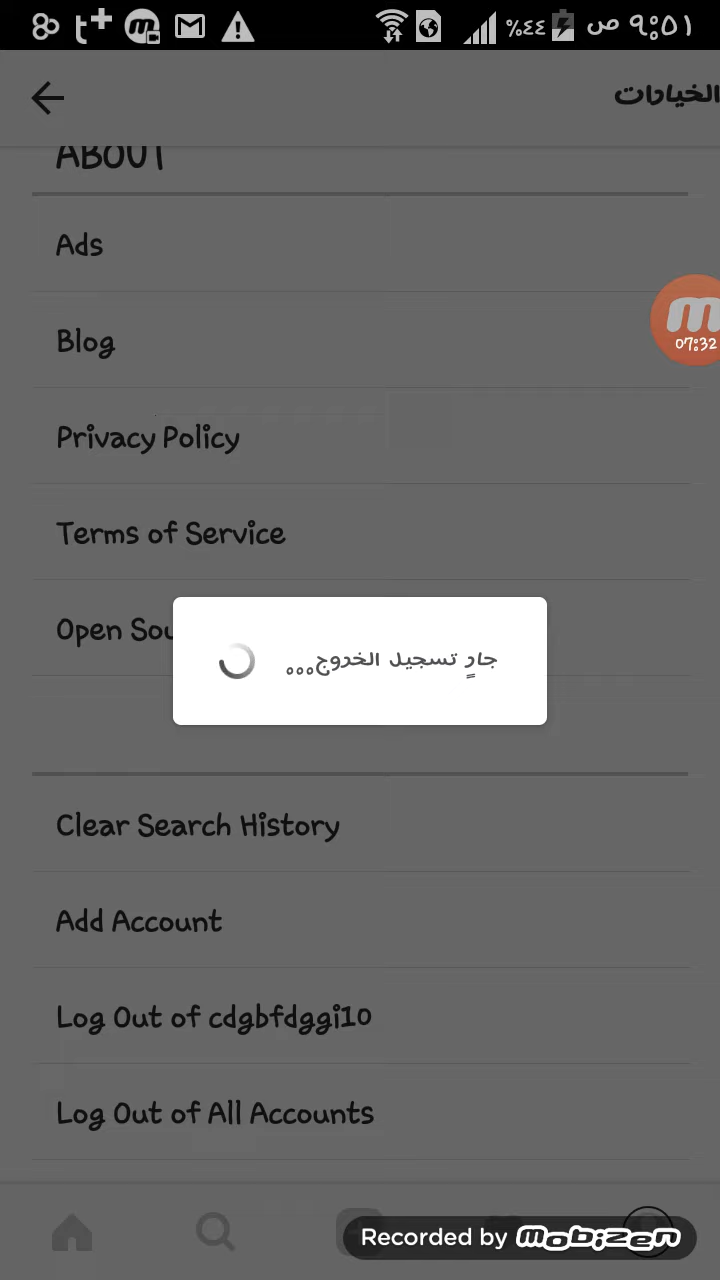 %٤٤ ٩:٥١ ص
الخيارات
ABOUT
Ads
Blog
07:32
Privacy Policy
Terms of Service
Open Sou
جارٍ تسجيل الخروج...
Clear Search History
Add Account
Log Out of cdgbfdggi10
Log Out of All Accounts
Recorded by mobizen